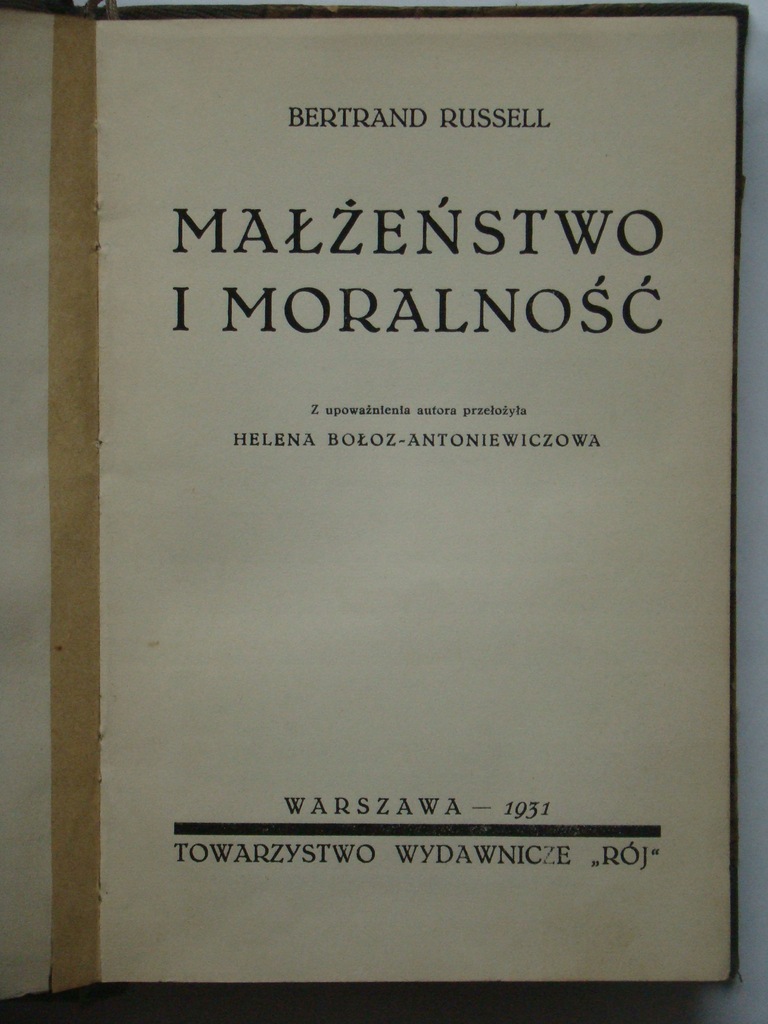 BERTRAND RUSSELL
MAŁŻEŃSTWO
I MORALNOŚĆ
Z upoważnienia autora przełożyła
HELENA BOŁOZ-ANTONIEWICZOWA
WARSZAWA — 1931
TOWARZYSTWO WYDAWNICZE „RÓJ“